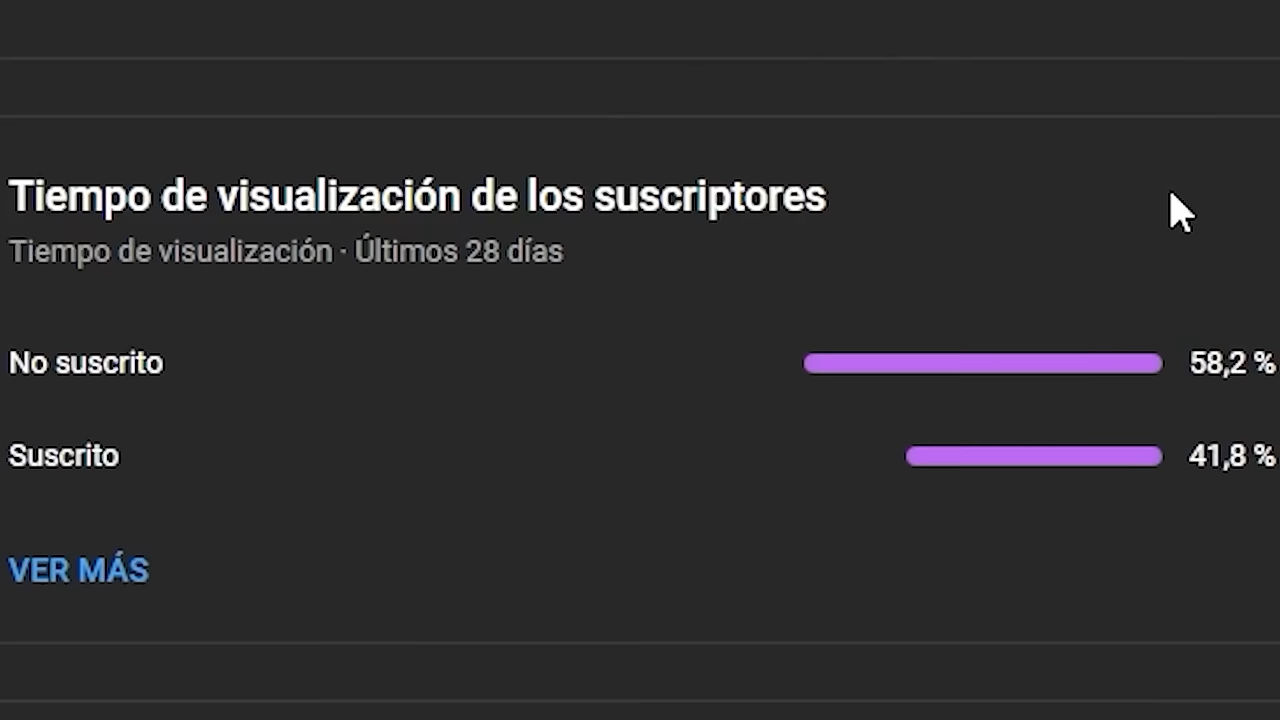 Tiempo de visualización de los suscriptores
Tiempo de visualización · Últimos 28 días
No suscrito 58,2 %
Suscrito 41,8 %
VER MÁS